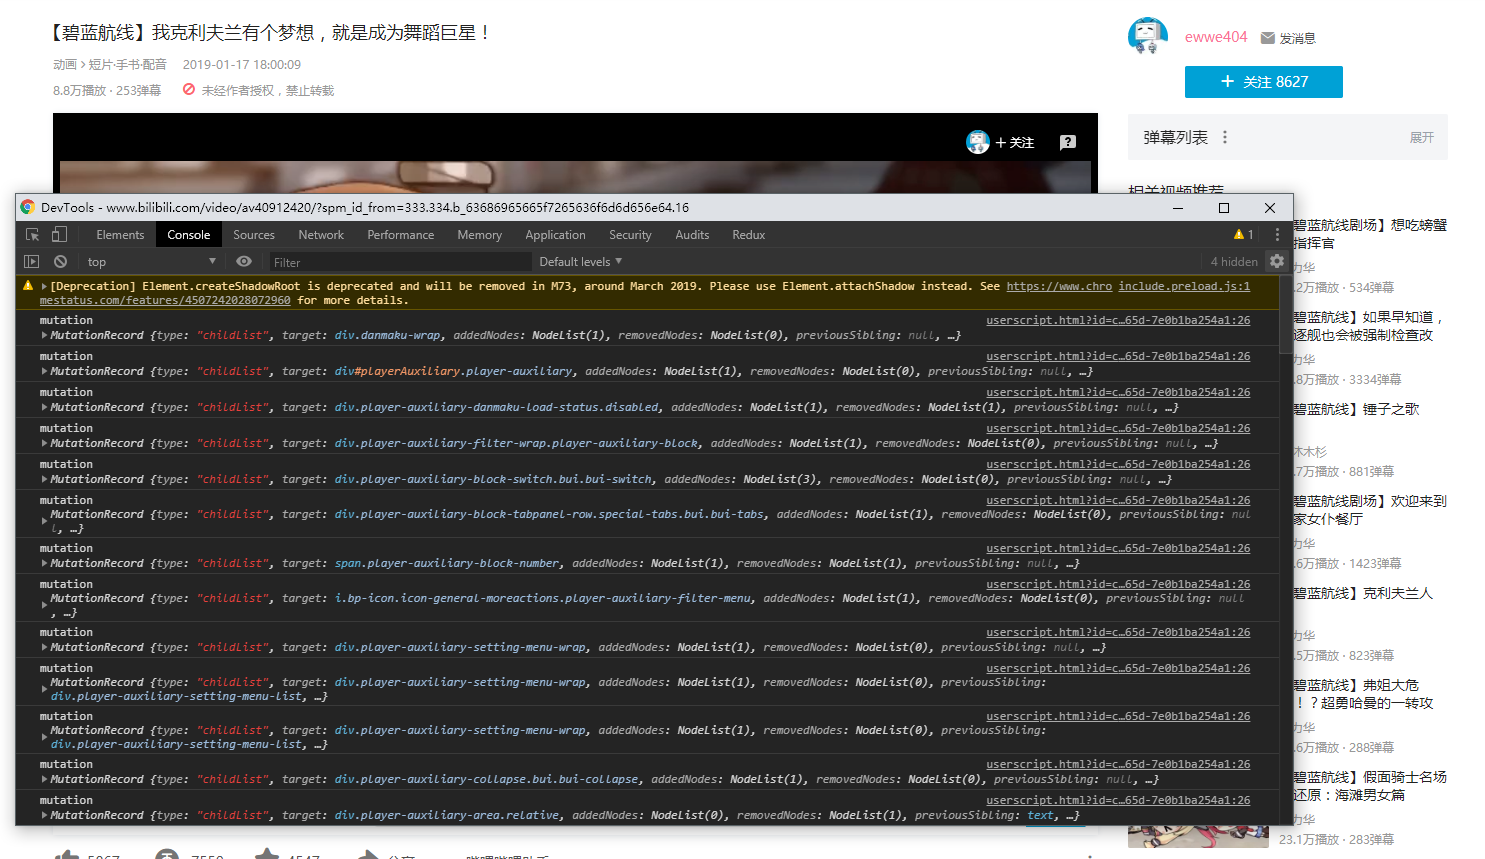 【碧蓝航线】我克利夫兰有个梦想，就是成为舞蹈巨星！
动画 > 短片·手书·配音 2019-01-17 18:00:09
8.8万播放 · 253弹幕 未经作者授权，禁止转载
ewwe404 发消息
+ 关注 8627
+ 关注
弹幕列表 展开
相关视频推荐
DevTools - www.bilibili.com/video/av40912420/?spm_id_from=333.334.b_63686965665f7265636f6d6d656e64.16
Elements Console Sources Network Performance Memory Application Security Audits Redux 1
top Filter Default levels 4 hidden
[Deprecation] Element.createShadowRoot is deprecated and will be removed in M73, around March 2019. Please use Element.attachShadow instead. See https://www.chro include.preload.js:1
mestatus.com/features/4507242028072960 for more details.
mutation userscript.html?id=c…65d-7e0b1ba254a1:26
MutationRecord {type: "childList", target: div.danmaku-wrap, addedNodes: NodeList(1), removedNodes: NodeList(0), previousSibling: null, …}
mutation userscript.html?id=c…65d-7e0b1ba254a1:26
MutationRecord {type: "childList", target: div#playerAuxiliary.player-auxiliary, addedNodes: NodeList(1), removedNodes: NodeList(0), previousSibling: null, …}
mutation userscript.html?id=c…65d-7e0b1ba254a1:26
MutationRecord {type: "childList", target: div.player-auxiliary-danmaku-load-status.disabled, addedNodes: NodeList(1), removedNodes: NodeList(1), previousSibling: null, …}
mutation userscript.html?id=c…65d-7e0b1ba254a1:26
MutationRecord {type: "childList", target: div.player-auxiliary-filter-wrap.player-auxiliary-block, addedNodes: NodeList(1), removedNodes: NodeList(0), previousSibling: null, …}
mutation userscript.html?id=c…65d-7e0b1ba254a1:26
MutationRecord {type: "childList", target: div.player-auxiliary-block-switch.bui.bui-switch, addedNodes: NodeList(3), removedNodes: NodeList(0), previousSibling: null, …}
mutation userscript.html?id=c…65d-7e0b1ba254a1:26
MutationRecord {type: "childList", target: div.player-auxiliary-block-tabpanel-row.special-tabs.bui.bui-tabs, addedNodes: NodeList(1), removedNodes: NodeList(0), previousSibling: nul
l, …}
mutation userscript.html?id=c…65d-7e0b1ba254a1:26
MutationRecord {type: "childList", target: span.player-auxiliary-block-number, addedNodes: NodeList(1), removedNodes: NodeList(0), previousSibling: null, …}
mutation userscript.html?id=c…65d-7e0b1ba254a1:26
MutationRecord {type: "childList", target: i.bp-icon.icon-general-moreactions.player-auxiliary-filter-menu, addedNodes: NodeList(1), removedNodes: NodeList(0), previousSibling: null
, …}
mutation userscript.html?id=c…65d-7e0b1ba254a1:26
MutationRecord {type: "childList", target: div.player-auxiliary-setting-menu-wrap, addedNodes: NodeList(1), removedNodes: NodeList(0), previousSibling: null, …}
mutation userscript.html?id=c…65d-7e0b1ba254a1:26
MutationRecord {type: "childList", target: div.player-auxiliary-setting-menu-wrap, addedNodes: NodeList(1), removedNodes: NodeList(0), previousSibling:
div.player-auxiliary-setting-menu-list, …}
mutation userscript.html?id=c…65d-7e0b1ba254a1:26
MutationRecord {type: "childList", target: div.player-auxiliary-setting-menu-wrap, addedNodes: NodeList(1), removedNodes: NodeList(0), previousSibling:
div.player-auxiliary-setting-menu-list, …}
mutation userscript.html?id=c…65d-7e0b1ba254a1:26
MutationRecord {type: "childList", target: div.player-auxiliary-collapse.bui.bui-collapse, addedNodes: NodeList(1), removedNodes: NodeList(0), previousSibling: null, …}
mutation userscript.html?id=c…65d-7e0b1ba254a1:26
MutationRecord {type: "childList", target: div.player-auxiliary-area.relative, addedNodes: NodeList(0), removedNodes: NodeList(1), previousSibling: text, …}
碧蓝航线剧场】想吃螃蟹
指挥官
力华
.2万播放 · 534弹幕
碧蓝航线】如果早知道，
逐舰也会被强制检查改
力华
.8万播放 · 3334弹幕
碧蓝航线】锤子之歌
木木杉
.7万播放 · 881弹幕
碧蓝航线剧场】欢迎来到
家女仆餐厅
力华
.6万播放 · 1423弹幕
碧蓝航线】克利夫兰人
力华
.5万播放 · 823弹幕
碧蓝航线】弗姐大危
！？超勇哈曼的一转攻
力华
.6万播放 · 288弹幕
碧蓝航线】假面骑士名场
还原：海滩男女篇
力华
23.1万播放 · 283弹幕